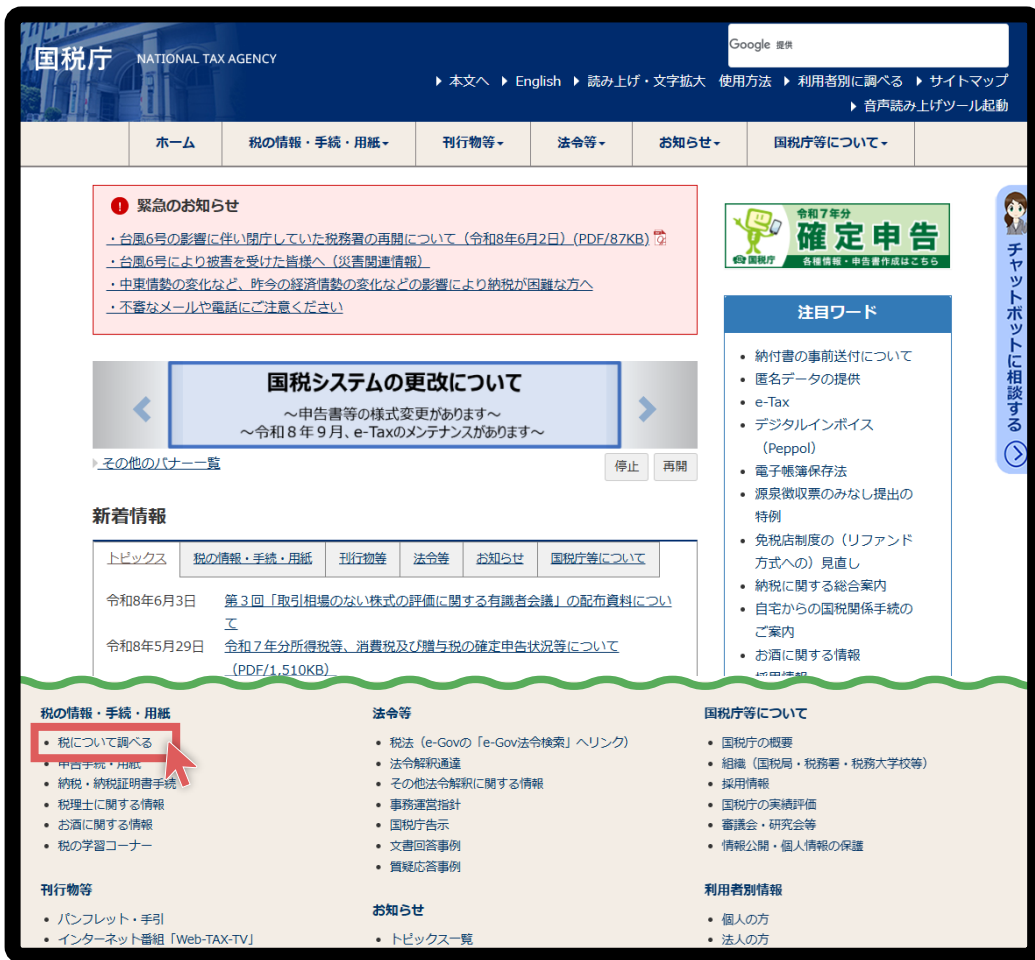 国税庁 NATIONAL TAX AGENCY
Google 提供
本文へ English 読み上げ・文字拡大 使用方法 利用者別に調べる サイトマップ
音声読み上げツール起動
ホーム 税の情報・手続・用紙 刊行物等 法令等 お知らせ 国税庁等について
緊急のお知らせ
・台風6号の影響に伴い閉庁していた税務署の再開について（令和8年6月2日）(PDF/87KB)
・台風6号により被害を受けた皆様へ（災害関連情報）
・中東情勢の変化など、昨今の経済情勢の変化などの影響により納税が困難な方へ
・不審なメールや電話にご注意ください
国税システムの更改について
～申告書等の様式変更があります～
～令和８年９月、e-Taxのメンテナンスがあります～
その他のバナー一覧
停止 再開
新着情報
トピックス 税の情報・手続・用紙 刊行物等 法令等 お知らせ 国税庁等について
令和8年6月3日 第３回「取引相場のない株式の評価に関する有識者会議」の配布資料につい
て
令和8年5月29日 令和７年分所得税等、消費税及び贈与税の確定申告状況等について
（PDF/1,510KB）
令和7年分
確定申告
国税庁 各種情報・申告書作成はこちら
注目ワード
• 納付書の事前送付について
• 匿名データの提供
• e-Tax
• デジタルインボイス
（Peppol）
• 電子帳簿保存法
• 源泉徴収票のみなし提出の
特例
• 免税店制度の（リファンド
方式への）見直し
• 納税に関する総合案内
• 自宅からの国税関係手続の
ご案内
• お酒に関する情報
チャットボットに相談する
税の情報・手続・用紙
• 税について調べる
• 申告手続・用紙
• 納税・納税証明書手続
• 税理士に関する情報
• お酒に関する情報
• 税の学習コーナー
刊行物等
• パンフレット・手引
• インターネット番組「Web-TAX-TV」
法令等
• 税法（e-Govの「e-Gov法令検索」へリンク）
• 法令解釈通達
• その他法令解釈に関する情報
• 事務運営指針
• 国税庁告示
• 文書回答事例
• 質疑応答事例
お知らせ
• トピックス一覧
国税庁等について
• 国税庁の概要
• 組織（国税局・税務署・税務大学校等）
• 採用情報
• 国税庁の実績評価
• 審議会・研究会等
• 情報公開・個人情報の保護
利用者別情報
• 個人の方
• 法人の方